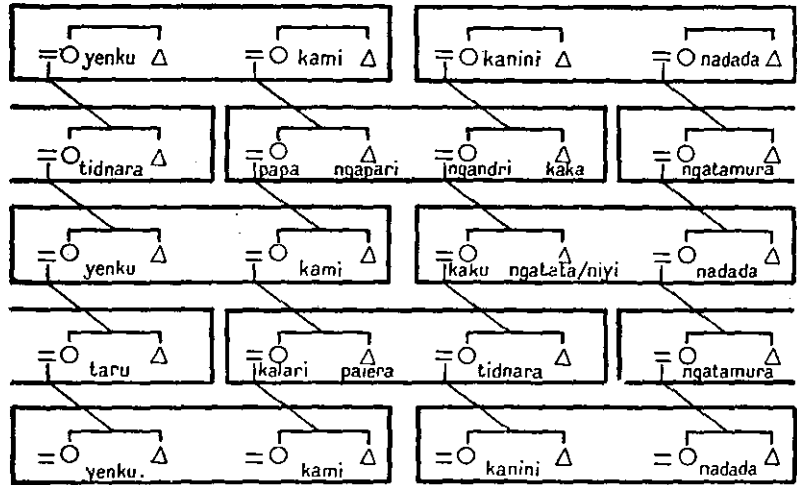 yenku kami kanini nadada
tidnara papa ngapari ngandri kaka ngatamura
yenku kami kaku ngatata/niyi nadada
taru kalari paiera tidnara ngatamura
yenku. kami kanini nadada